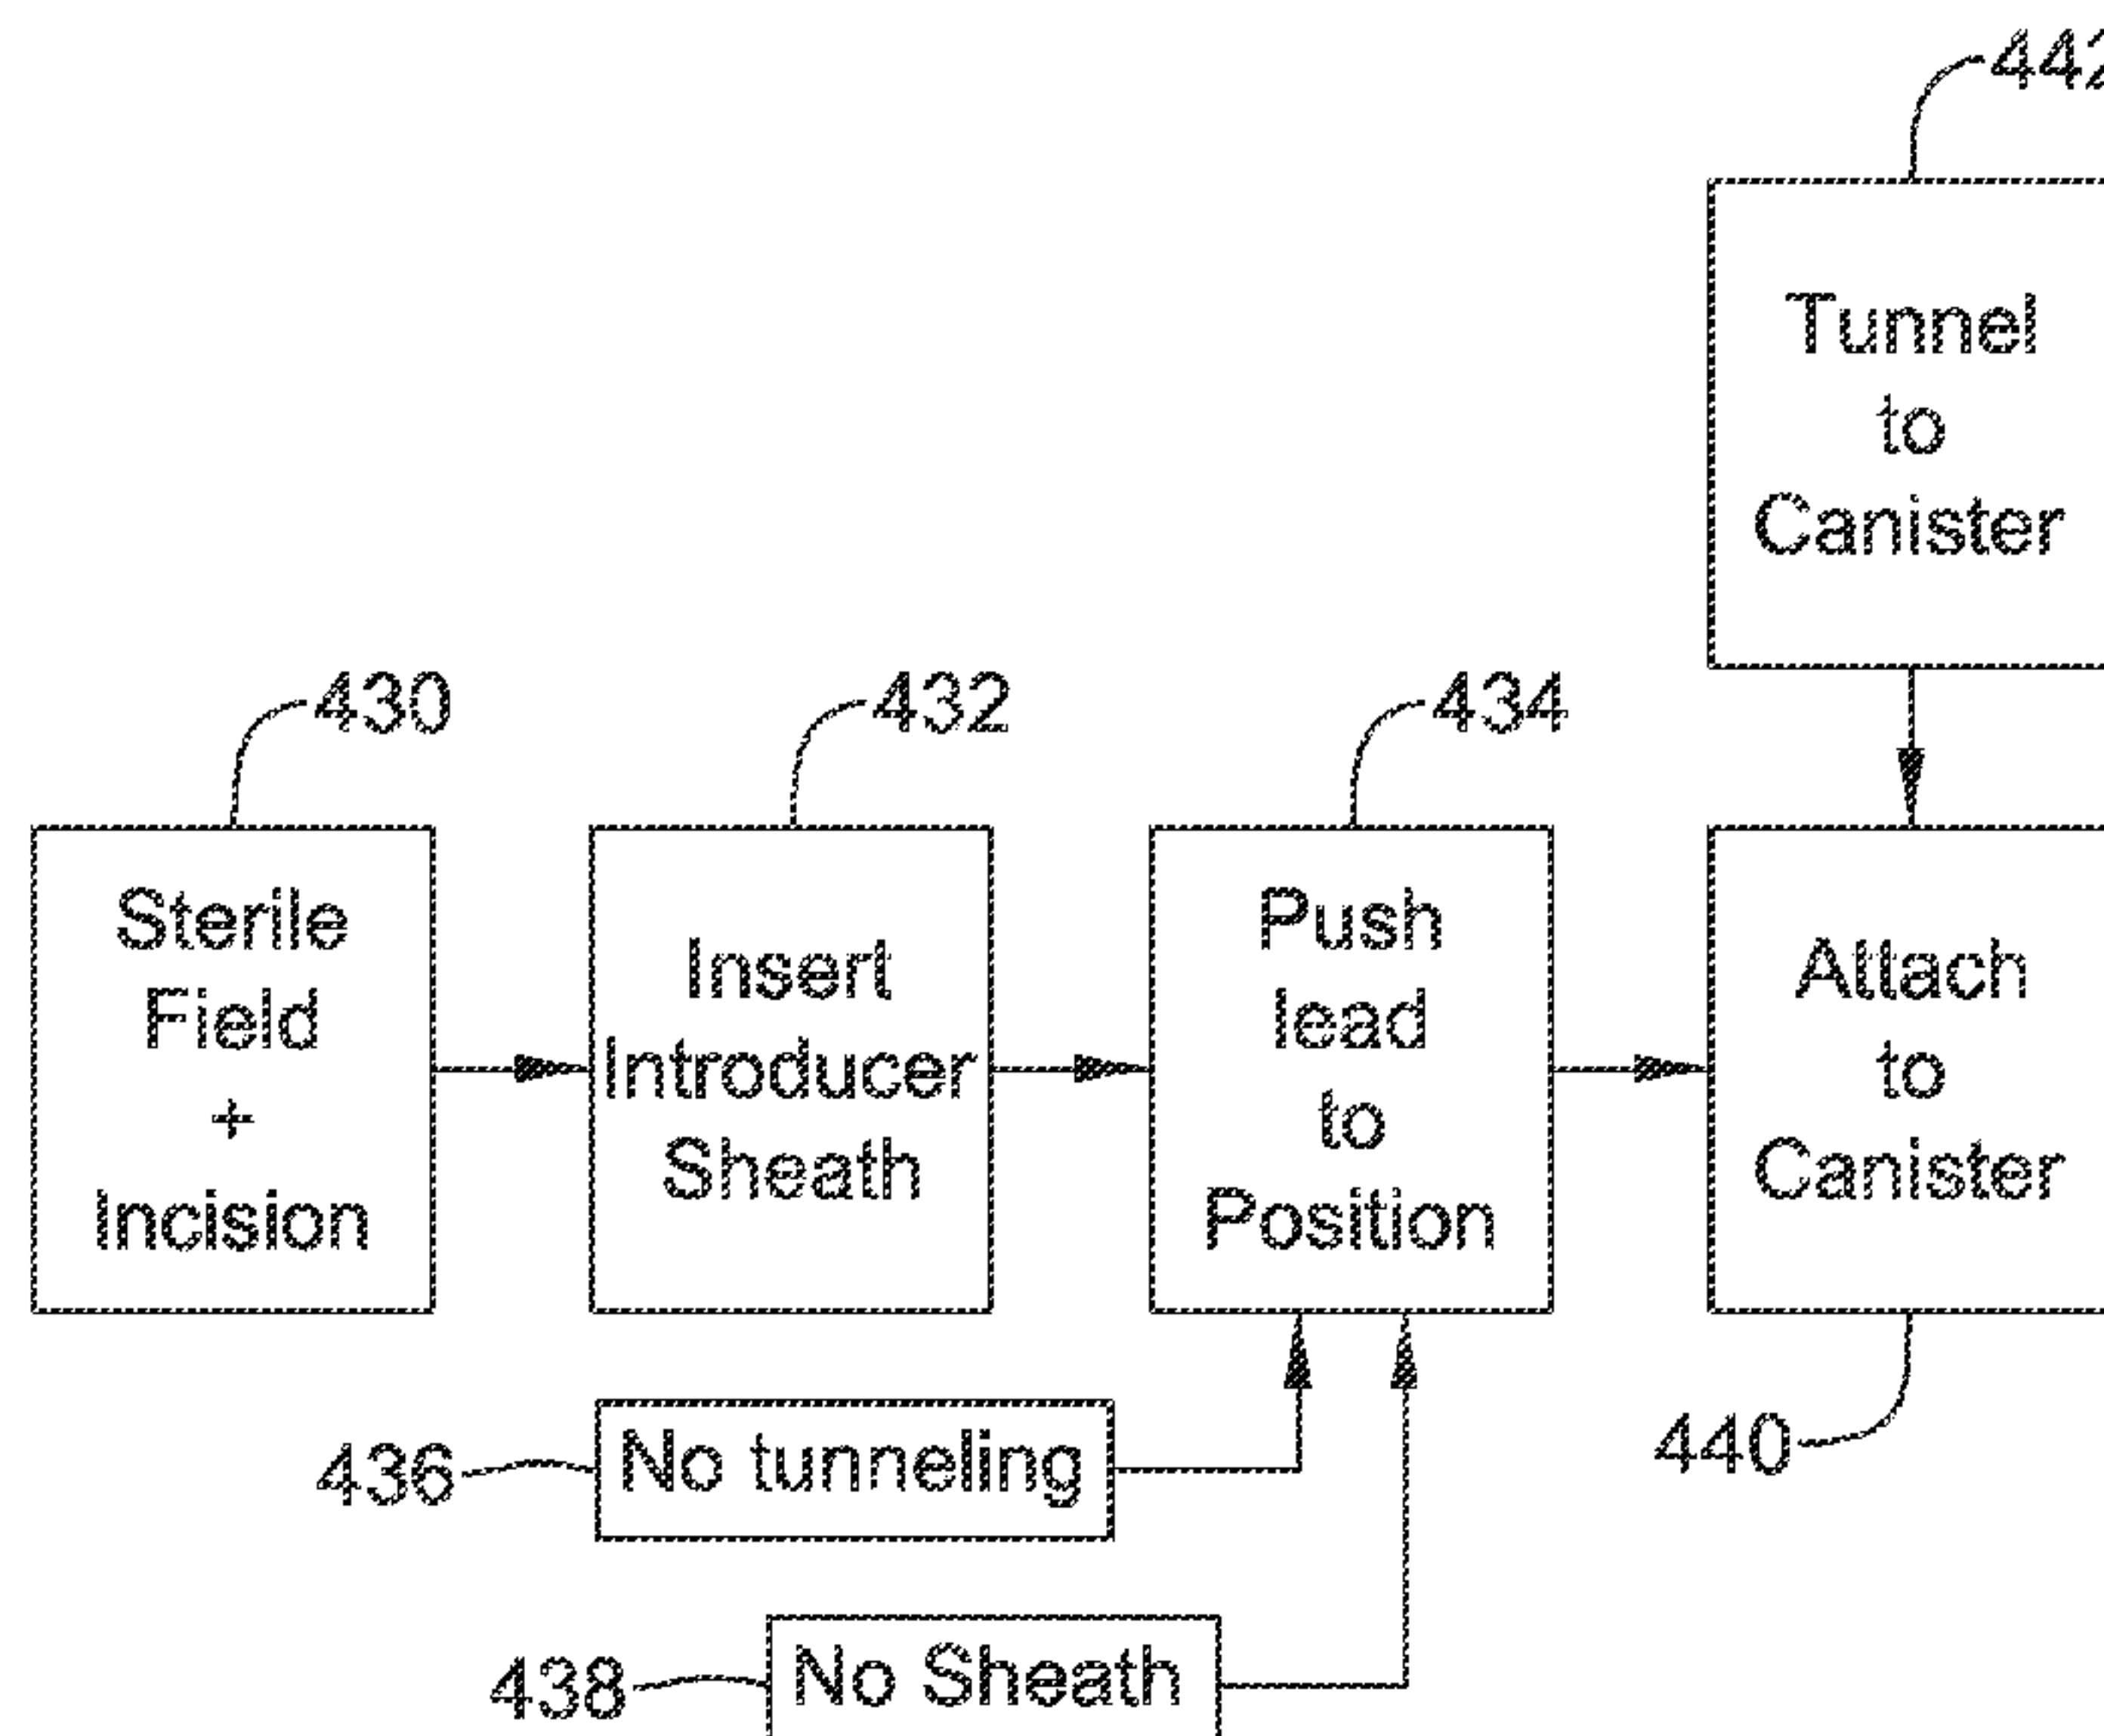 442
Tunnel
to
Canister
430
432
434
Sterile
Field
+
Incision
Insert
Introducer
Sheath
Push
lead
to
Position
Attach
to
Canister
436
No tunneling
440
438
No Sheath